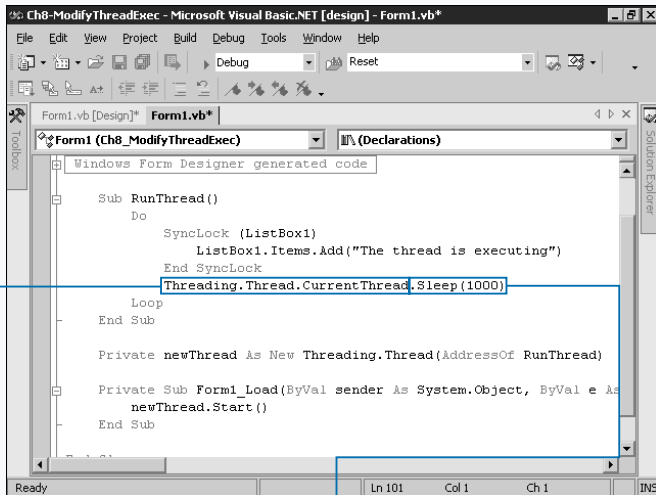 Ch8-ModifyThreadExec - Microsoft Visual Basic.NET [design] - Form1.vb*
File Edit View Project Build Debug Tools Window Help
Debug Reset
Form1.vb [Design]* Form1.vb*
Toolbox
Form1 (Ch8_ModifyThreadExec) (Declarations)
Solution Explorer
Windows Form Designer generated code
Sub RunThread()
Do
SyncLock (ListBox1)
ListBox1.Items.Add("The thread is executing")
End SyncLock
Threading.Thread.CurrentThread.Sleep(1000)
Loop
End Sub
Private newThread As New Threading.Thread(AddressOf RunThread)
Private Sub Form1_Load(ByVal sender As System.Object, ByVal e As
newThread.Start()
End Sub
Ready Ln 101 Col 1 Ch 1 INS